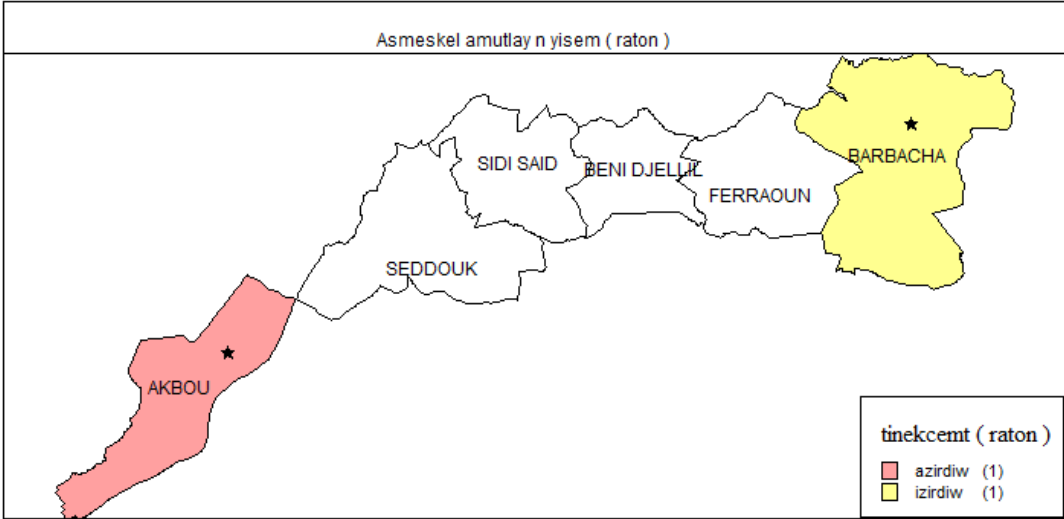 Asmeskel amutlay n yisem ( raton )
BARBACHA
SIDI SAID
BENI DJELLIL
FERRAOUN
SEDDOUK
AKBOU
tinekcemt ( raton )
azirdiw (1)
izirdiw (1)